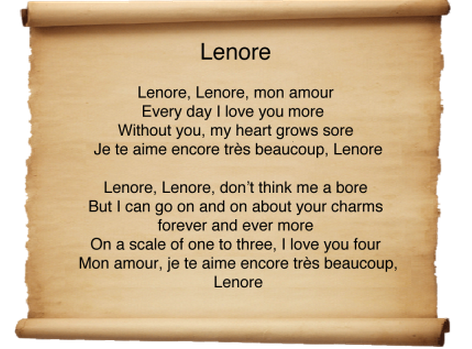 Lenore
Lenore, Lenore, mon amour
Every day I love you more
Without you, my heart grows sore
Je te aime encore très beaucoup, Lenore
Lenore, Lenore, don't think me a bore
But I can go on and on about your charms
forever and ever more
On a scale of one to three, I love you four
Mon amour, je te aime encore très beaucoup,
Lenore